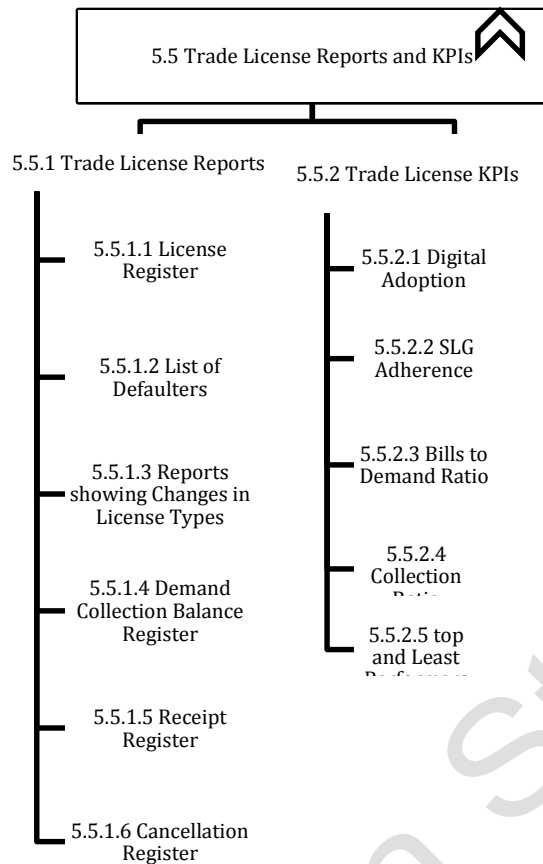 5.5 Trade License Reports and KPIs
5.5.1 Trade License Reports
5.5.1.1 License
Register
5.5.1.2 List of
Defaulters
5.5.1.3 Reports
showing Changes in
License Types
5.5.1.4 Demand
Collection Balance
Register
5.5.1.5 Receipt
Register
5.5.1.6 Cancellation
Register
5.5.2 Trade License KPIs
5.5.2.1 Digital
Adoption
5.5.2.2 SLG
Adherence
5.5.2.3 Bills to
Demand Ratio
5.5.2.4
Collection
5.5.2.5 top
and Least